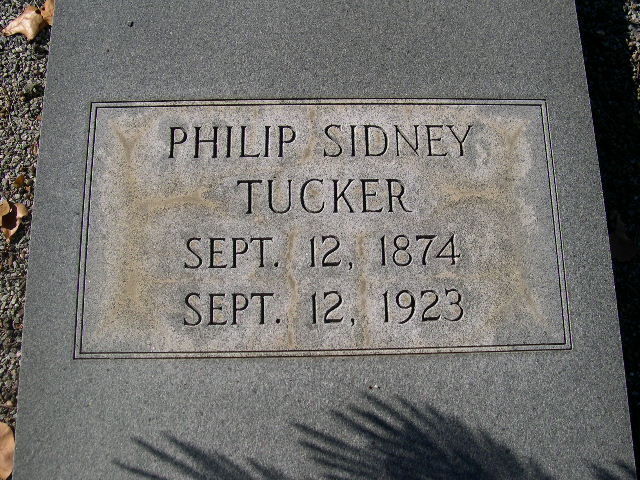 PHILIP SIDNEY
TUCKER
SEPT. 12, 1874
SEPT. 12, 1923